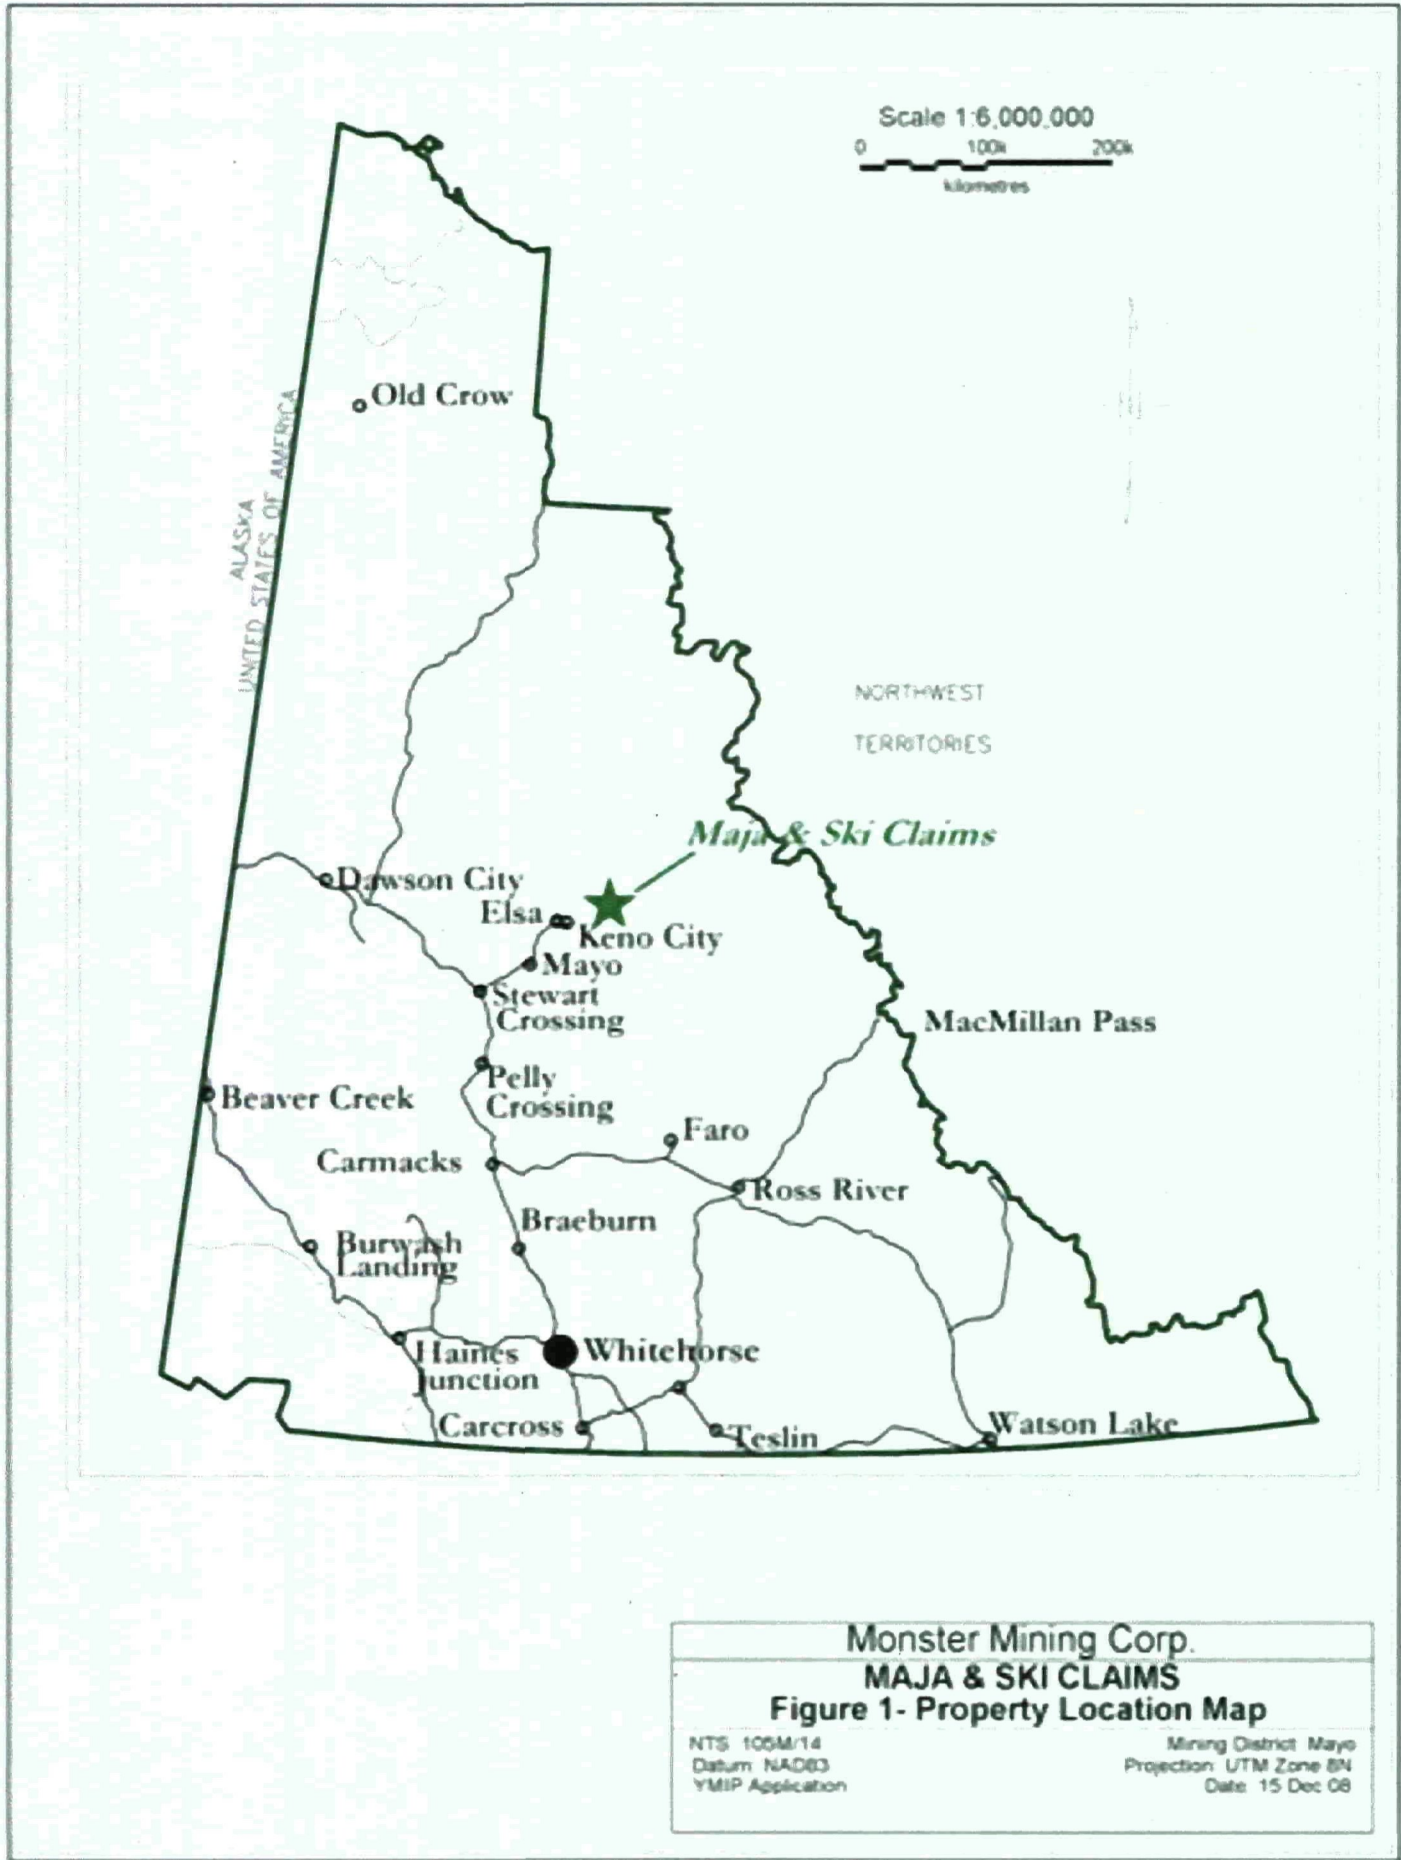 Scale 1:6,000,000
0 100k 200k
kilometres
Old Crow
ALASKA
UNITED STATES OF AMERICA
NORTHWEST
TERRITORIES
Maja & Ski Claims
Dawson City
Elsa
Keno City
Mayo
Stewart
Crossing
MacMillan Pass
Pelly
Crossing
Beaver Creek
Faro
Carmacks
Ross River
Braeburn
Burwash
Landing
Haines
Junction
Whitehorse
Carcross
Teslin
Watson Lake
Monster Mining Corp.
MAJA & SKI CLAIMS
Figure 1- Property Location Map
NTS 105M/14
Mining District Mayo
Datum: NAD83
Projection: UTM Zone 8N
YMIP Application
Date: 15 Dec 08